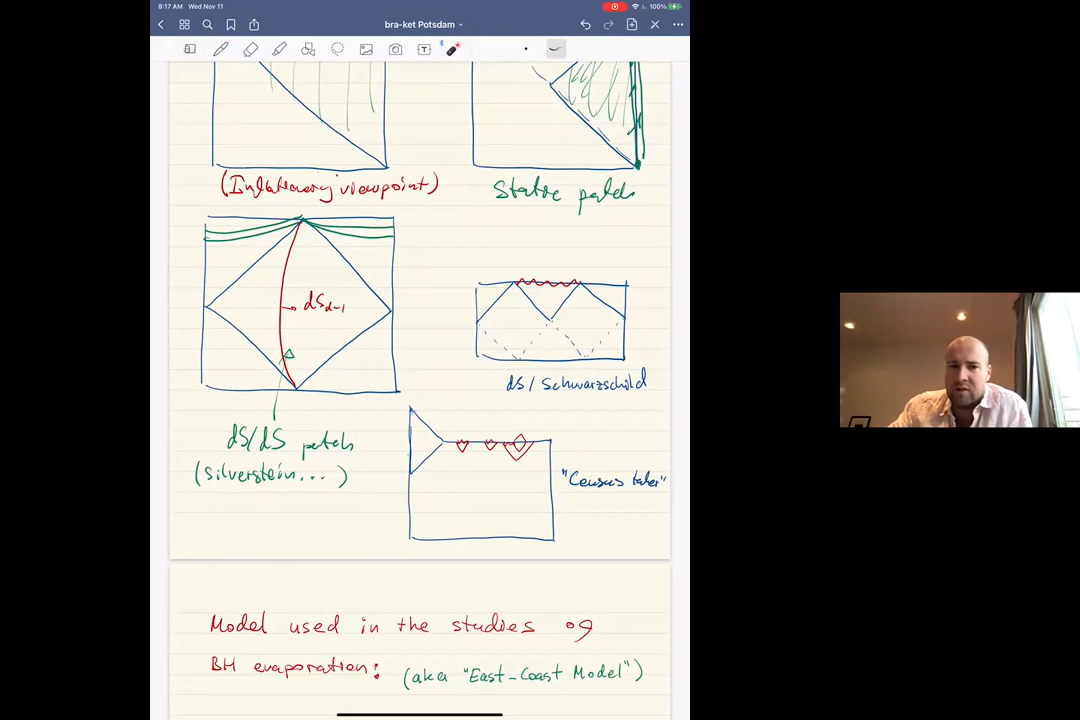 8:17 AM Wed Nov 11
100%
bra-ket Potsdam
(Inflationary viewpoint)
Static patch
dS_{d-1}
dS/Schwarzschild
dS/dS patch
(Silverstein...)
"Census taker"
Model used in the studies of
BH evaporation: (aka "East-Coast Model")